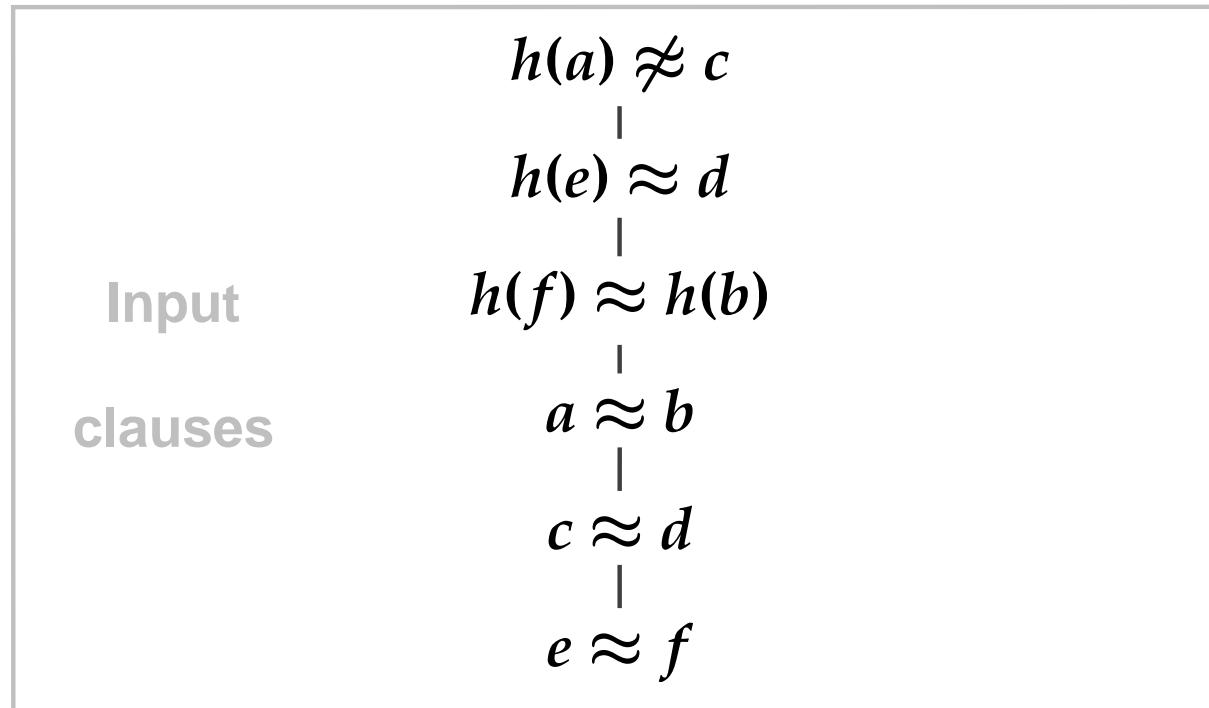 h(a) ≉ c
h(e) ≈ d
Input
h(f) ≈ h(b)
clauses
a ≈ b
c ≈ d
e ≈ f